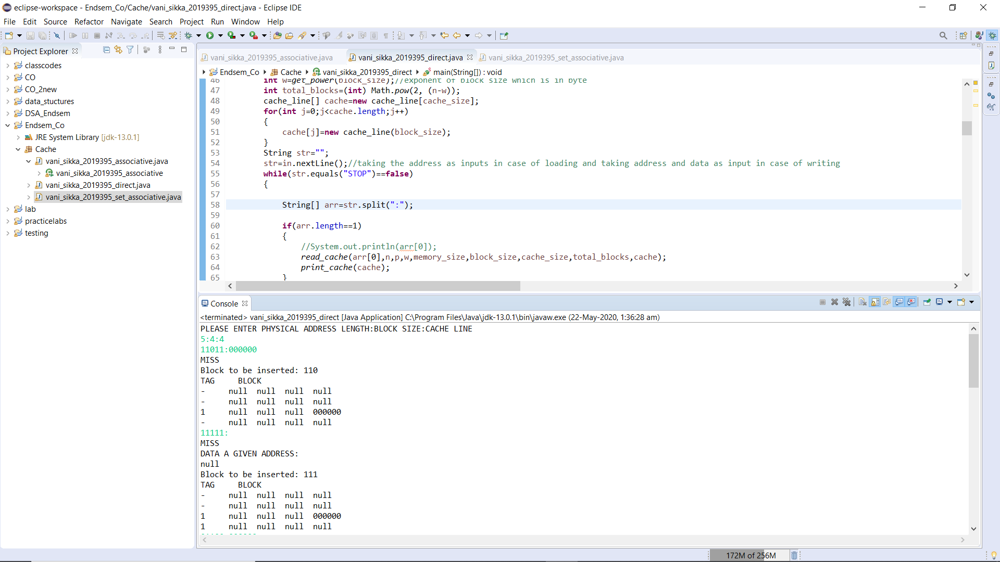 eclipse-workspace - Endsem_Co/Cache/vani_sikka_2019395_direct.java - Eclipse IDE
File Edit Source Refactor Navigate Search Project Run Window Help
Project Explorer
classcodes
CO
CO_2new
data_stuctures
DSA_Endsem
Endsem_Co
JRE System Library [jdk-13.0.1]
Cache
vani_sikka_2019395_associative.java
vani_sikka_2019395_associative
vani_sikka_2019395_direct.java
vani_sikka_2019395_set_associative.java
lab
practicelabs
testing
vani_sikka_2019395_associative.java vani_sikka_2019395_direct.java vani_sikka_2019395_set_associative.java
Endsem_Co Cache vani_sikka_2019395_direct main(String[]) : void
46 int w=get_power(block_size);//exponent of block size which is in byte
47 int total_blocks=(int) Math.pow(2, (n-w));
48 cache_line[] cache=new cache_line[cache_size];
49 for(int j=0;j<cache.length;j++)
50 {
51 cache[j]=new cache_line(block_size);
52 }
53 String str="";
54 str=in.nextLine();//taking the address as inputs in case of loading and taking address and data as input in case of writing
55 while(str.equals("STOP")==false)
56 {
57
58 String[] arr=str.split(":");
59
60 if(arr.length==1)
61 {
62 //System.out.println(arr[0]);
63 read_cache(arr[0],n,p,w,memory_size,block_size,cache_size,total_blocks,cache);
64 print_cache(cache);
65 }
Console
<terminated> vani_sikka_2019395_direct [Java Application] C:\Program Files\Java\jdk-13.0.1\bin\javaw.exe (22-May-2020, 1:36:28 am)
PLEASE ENTER PHYSICAL ADDRESS LENGTH:BLOCK SIZE:CACHE LINE
5:4:4
11011:000000
MISS
Block to be inserted: 110
TAG BLOCK
- null null null null
- null null null null
1 null null null 000000
- null null null null
11111:
MISS
DATA A GIVEN ADDRESS:
null
Block to be inserted: 111
TAG BLOCK
- null null null null
- null null null null
1 null null null 000000
1 null null null null
172M of 256M